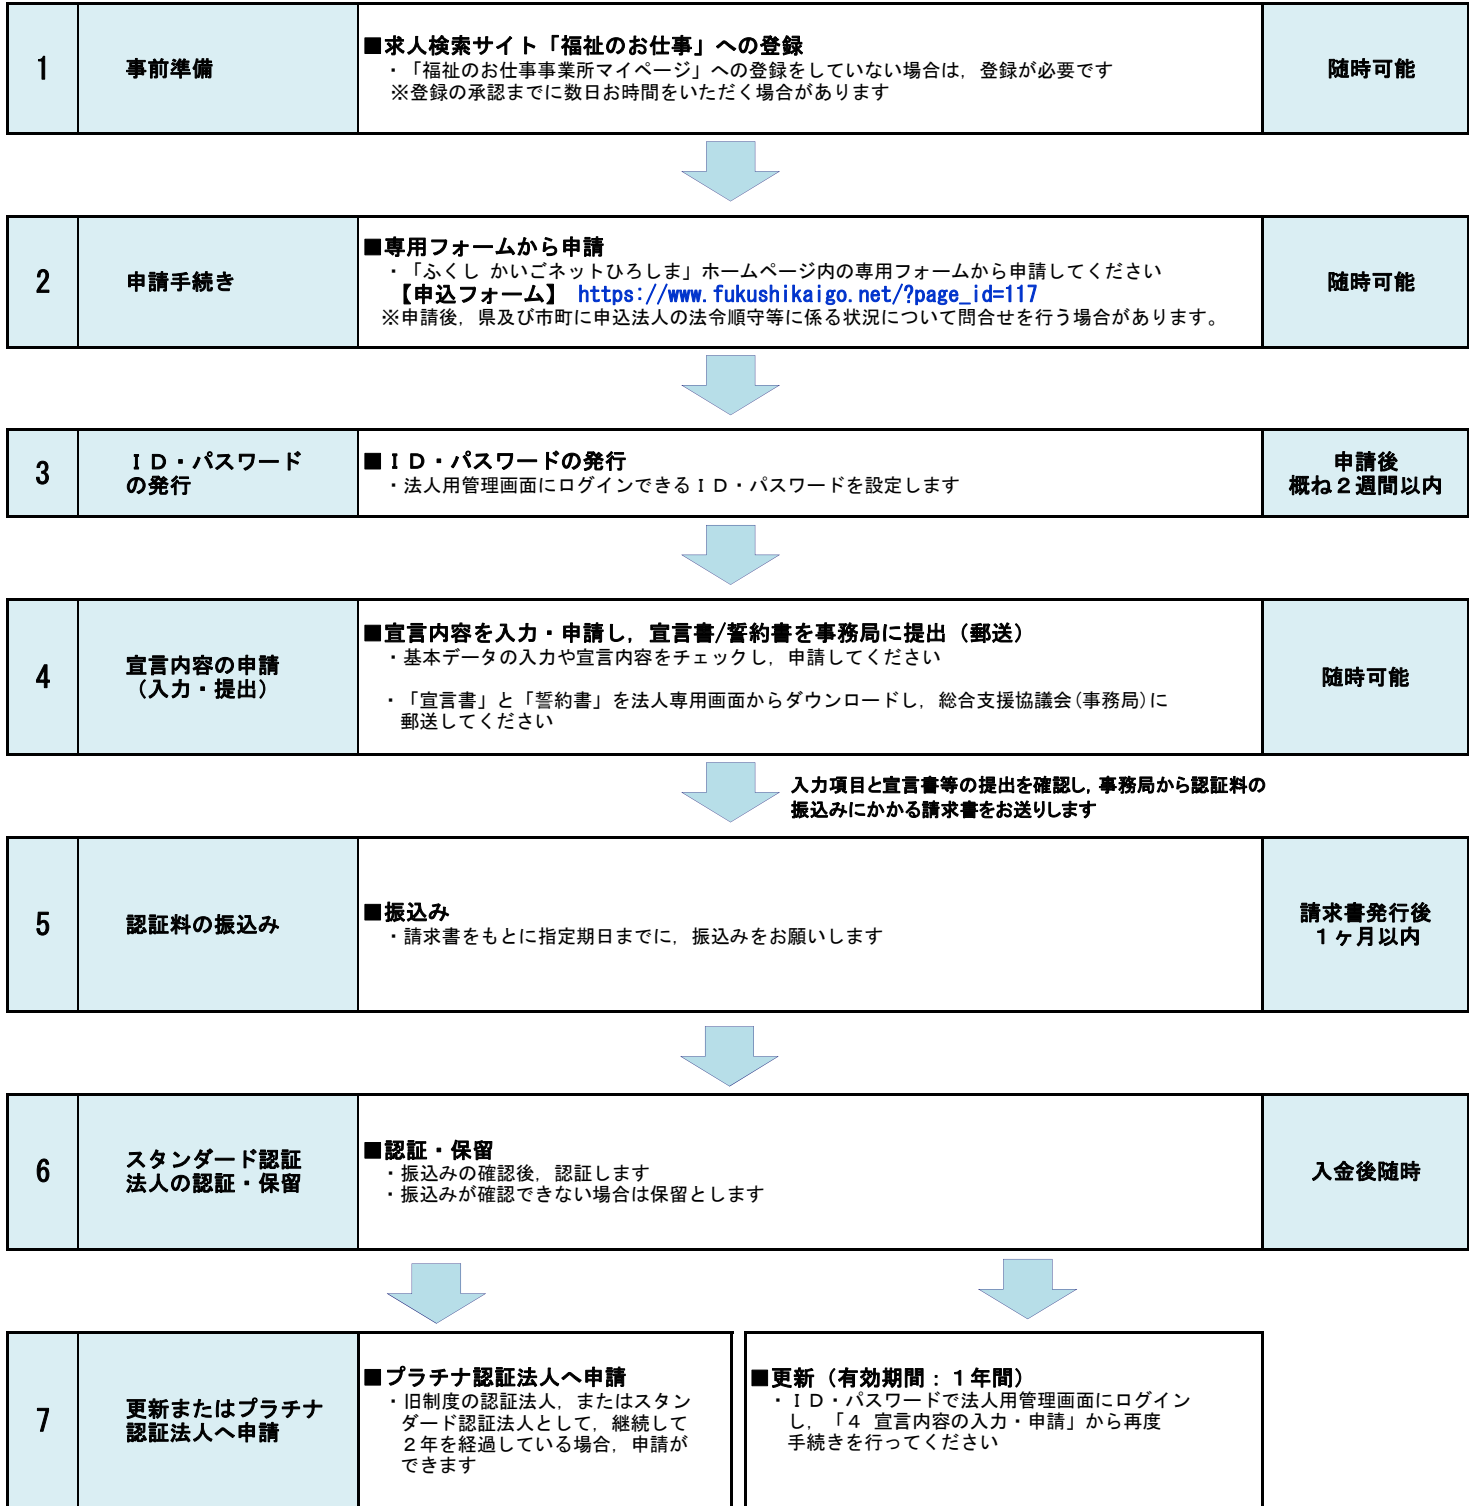 1
事前準備
■求人検索サイト「福祉のお仕事」への登録
・「福祉のお仕事事業所マイページ」への登録をしていない場合は，登録が必要です
※登録の承認までに数日お時間をいただく場合があります
随時可能
2
申請手続き
■専用フォームから申請
・「ふくし かいごネットひろしま」ホームページ内の専用フォームから申請してください
【申込フォーム】 https://www.fukushikaigo.net/?page_id=117
※申請後，県及び市町に申込法人の法令順守等に係る状況について問合せを行う場合があります。
随時可能
3
ＩＤ・パスワード
の発行
■ＩＤ・パスワードの発行
・法人用管理画面にログインできるＩＤ・パスワードを設定します
申請後
概ね２週間以内
4
宣言内容の申請
（入力・提出）
■宣言内容を入力・申請し，宣言書/誓約書を事務局に提出（郵送）
・基本データの入力や宣言内容をチェックし，申請してください
・「宣言書」と「誓約書」を法人専用画面からダウンロードし，総合支援協議会(事務局)に
郵送してください
随時可能
入力項目と宣言書等の提出を確認し，事務局から認証料の
振込みにかかる請求書をお送りします
5
認証料の振込み
■振込み
・請求書をもとに指定期日までに，振込みをお願いします
請求書発行後
１ヶ月以内
6
スタンダード認証
法人の認証・保留
■認証・保留
・振込みの確認後，認証します
・振込みが確認できない場合は保留とします
入金後随時
7
更新またはプラチナ
認証法人へ申請
■プラチナ認証法人へ申請
・旧制度の認証法人，またはスタン
ダード認証法人として，継続して
２年を経過している場合，申請が
できます
■更新（有効期間：１年間）
・ＩＤ・パスワードで法人用管理画面にログイン
し，「４ 宣言内容の入力・申請」から再度
手続きを行ってください